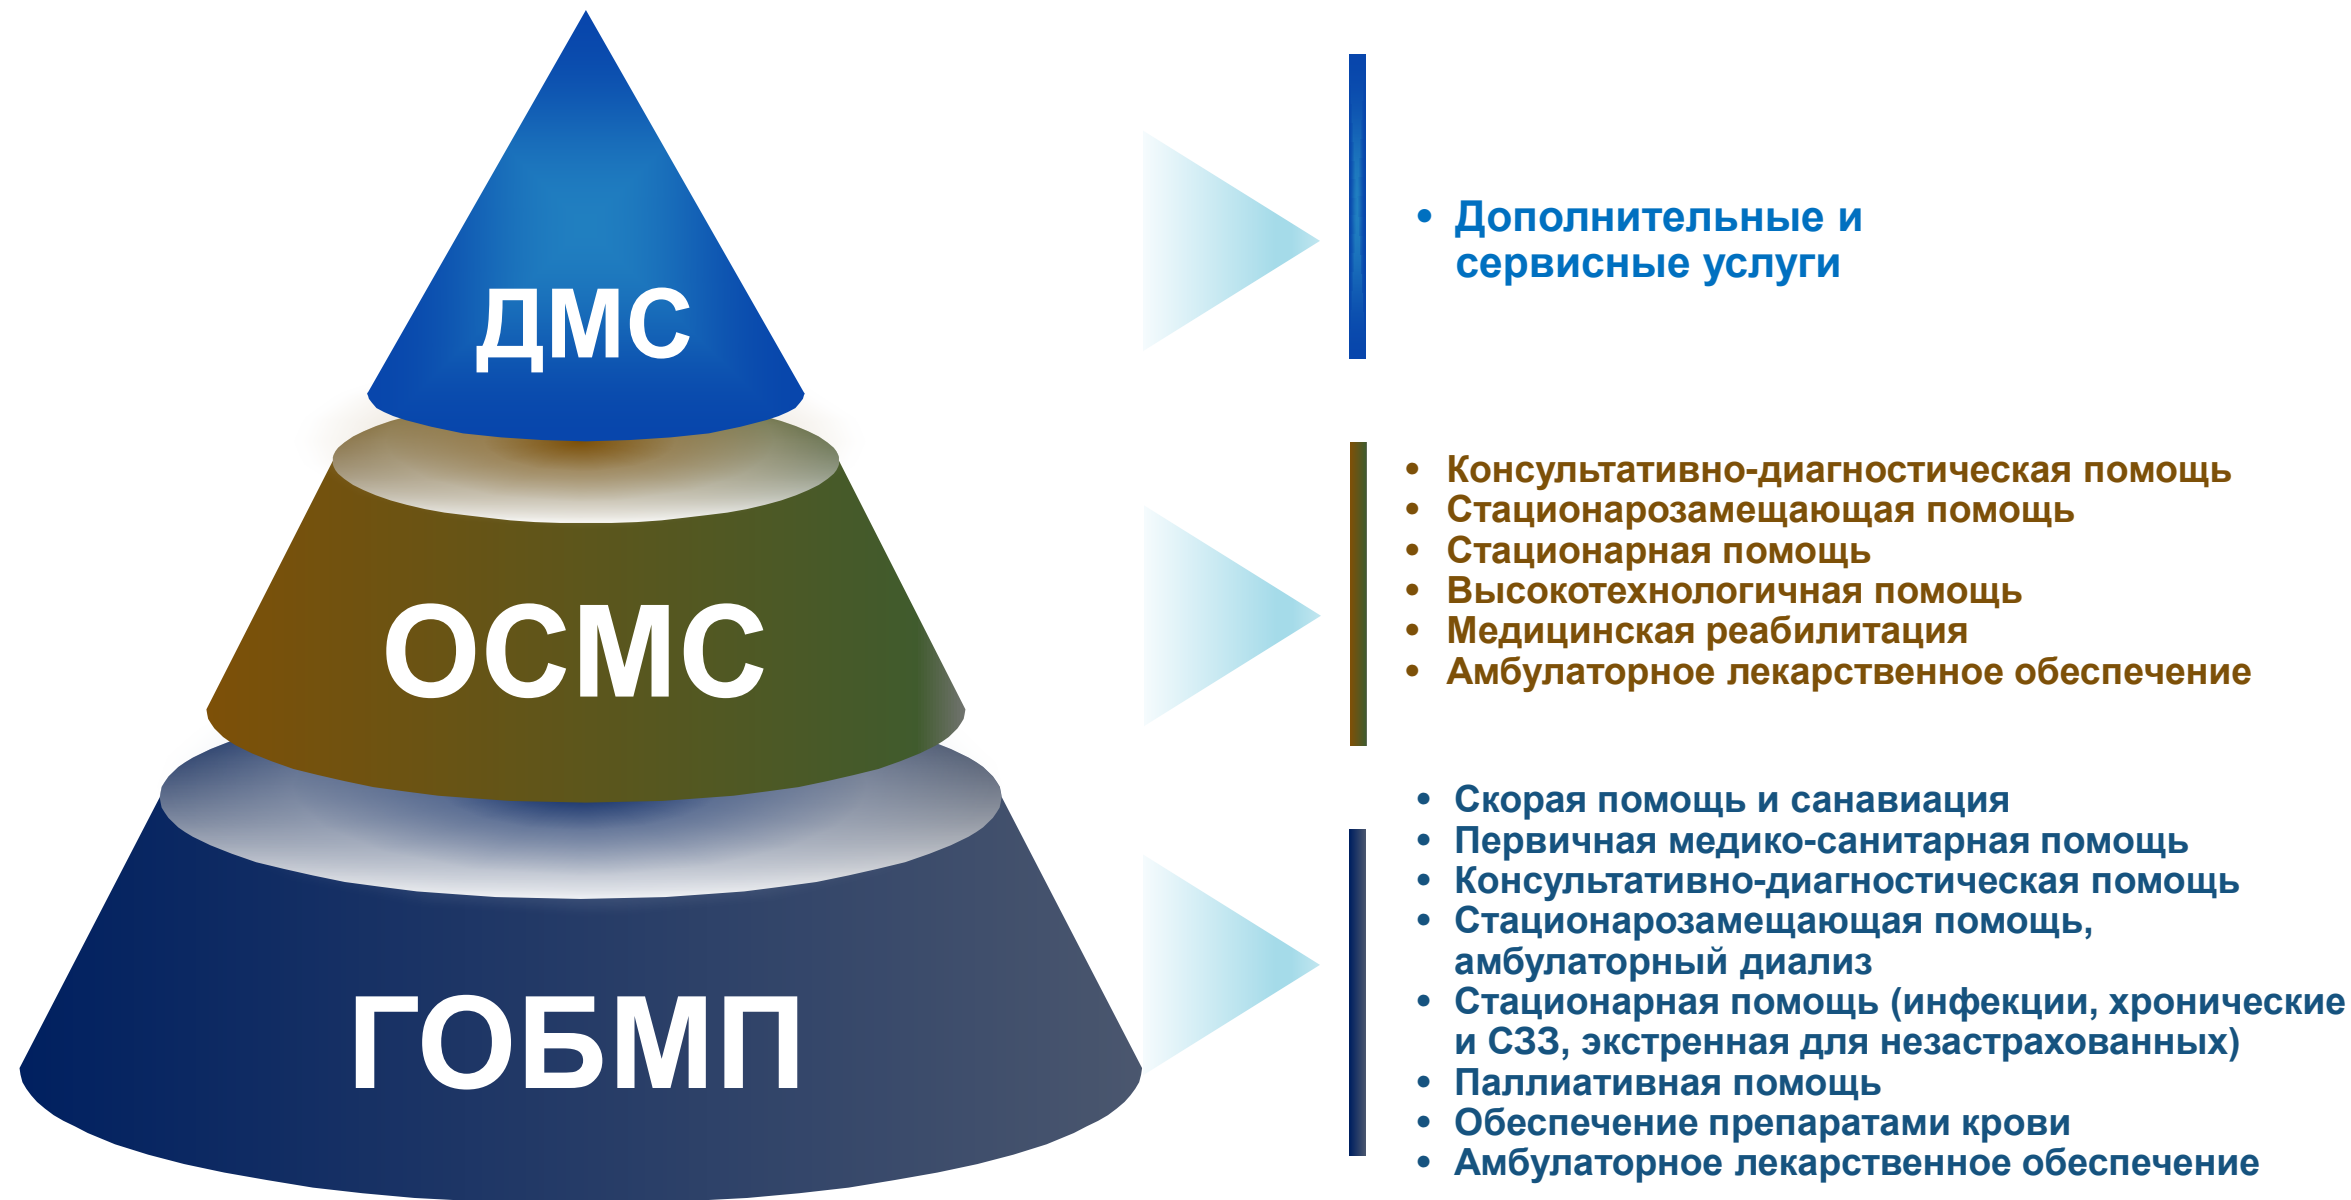 ДМС
• Дополнительные и
сервисные услуги
ОСМС
• Консультативно-диагностическая помощь
• Стационарозамещающая помощь
• Стационарная помощь
• Высокотехнологичная помощь
• Медицинская реабилитация
• Амбулаторное лекарственное обеспечение
ГОБМП
• Скорая помощь и санавиация
• Первичная медико-санитарная помощь
• Консультативно-диагностическая помощь
• Стационарозамещающая помощь,
амбулаторный диализ
• Стационарная помощь (инфекции, хронические
и СЗЗ, экстренная для незастрахованных)
• Паллиативная помощь
• Обеспечение препаратами крови
• Амбулаторное лекарственное обеспечение